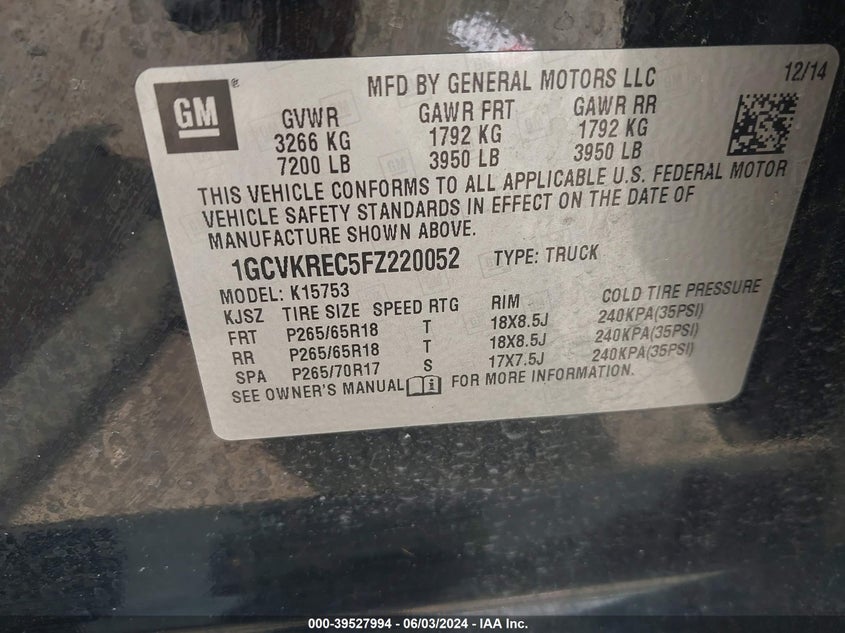 MFD BY GENERAL MOTORS LLC 12/14
GM ®
GVWR GAWR FRT GAWR RR
3266 KG 1792 KG 1792 KG
7200 LB 3950 LB 3950 LB
THIS VEHICLE CONFORMS TO ALL APPLICABLE U.S. FEDERAL MOTOR
VEHICLE SAFETY STANDARDS IN EFFECT ON THE DATE OF
MANUFACTURE SHOWN ABOVE.
1GCVKREC5FZ220052 TYPE: TRUCK
MODEL: K15753
KJSZ TIRE SIZE SPEED RTG RIM COLD TIRE PRESSURE
FRT P265/65R18 T 18X8.5J 240KPA(35PSI)
RR P265/65R18 T 18X8.5J 240KPA(35PSI)
SPA P265/70R17 S 17X7.5J 240KPA(35PSI)
SEE OWNER'S MANUAL FOR MORE INFORMATION.
000-39527994 - 06/03/2024 - IAA Inc.